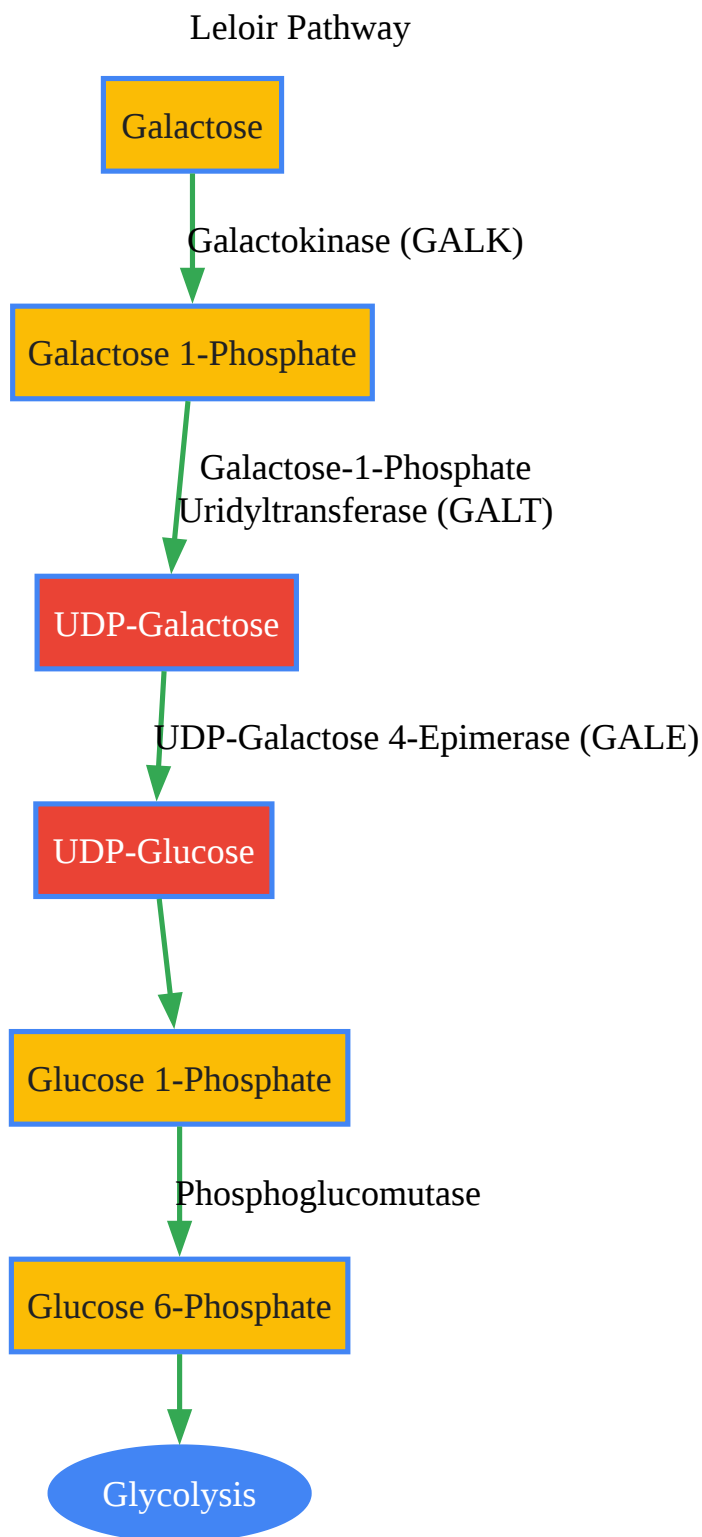 Leloir Pathway
Galactose
Galactokinase (GALK)
Galactose 1-Phosphate
Galactose-1-Phosphate
Uridyltransferase (GALT)
UDP-Galactose
UDP-Galactose 4-Epimerase (GALE)
UDP-Glucose
Glucose 1-Phosphate
Phosphoglucomutase
Glucose 6-Phosphate
Glycolysis